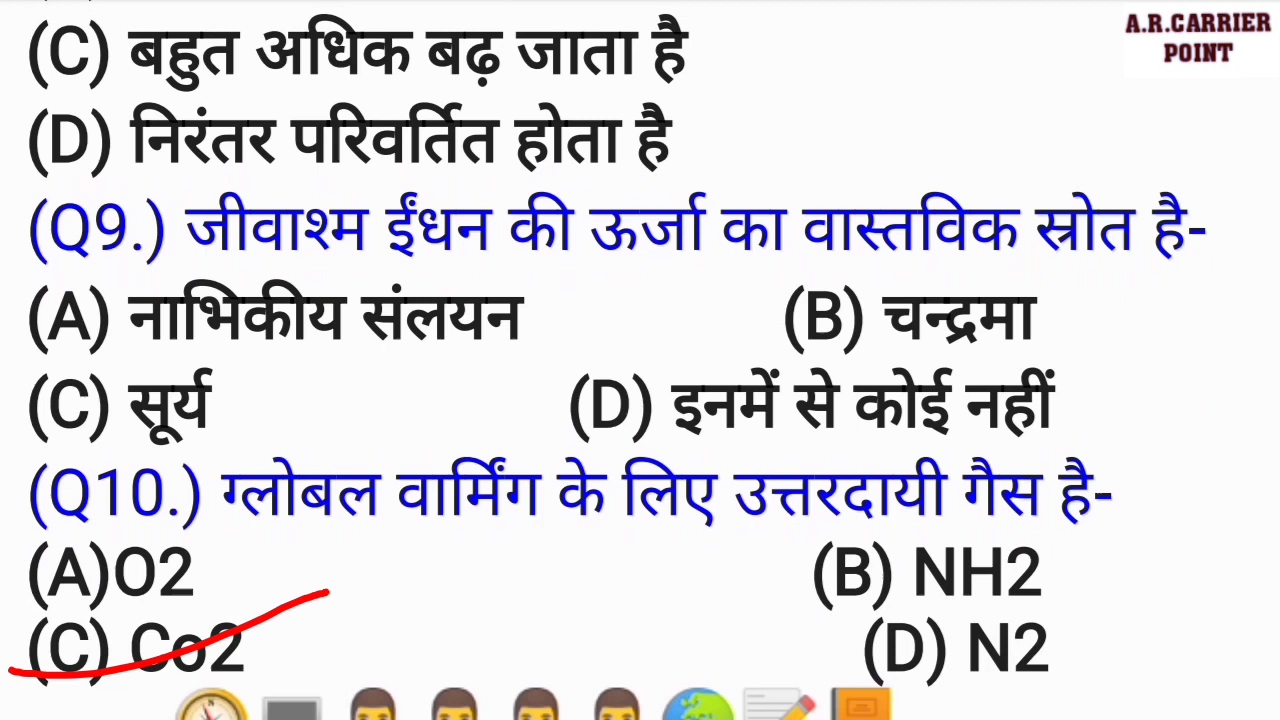 A.R.CARRIER
POINT
(C) बहुत अधिक बढ़ जाता है
(D) निरंतर परिवर्तित होता है
(Q9.) जीवाश्म ईंधन की ऊर्जा का वास्तविक स्रोत है-
(A) नाभिकीय संलयन (B) चन्द्रमा
(C) सूर्य (D) इनमें से कोई नहीं
(Q10.) ग्लोबल वार्मिंग के लिए उत्तरदायी गैस है-
(A)O2 (B) NH2
(C) Co2 (D) N2